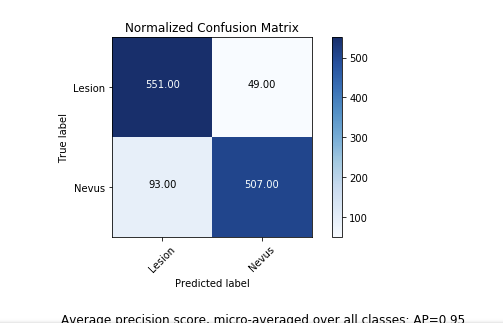 Normalized Confusion Matrix
True label
Lesion
551.00
49.00
Nevus
93.00
507.00
Lesion
Nevus
Predicted label
500
400
300
200
100
Average precision score, micro-averaged over all classes: AP=0.95